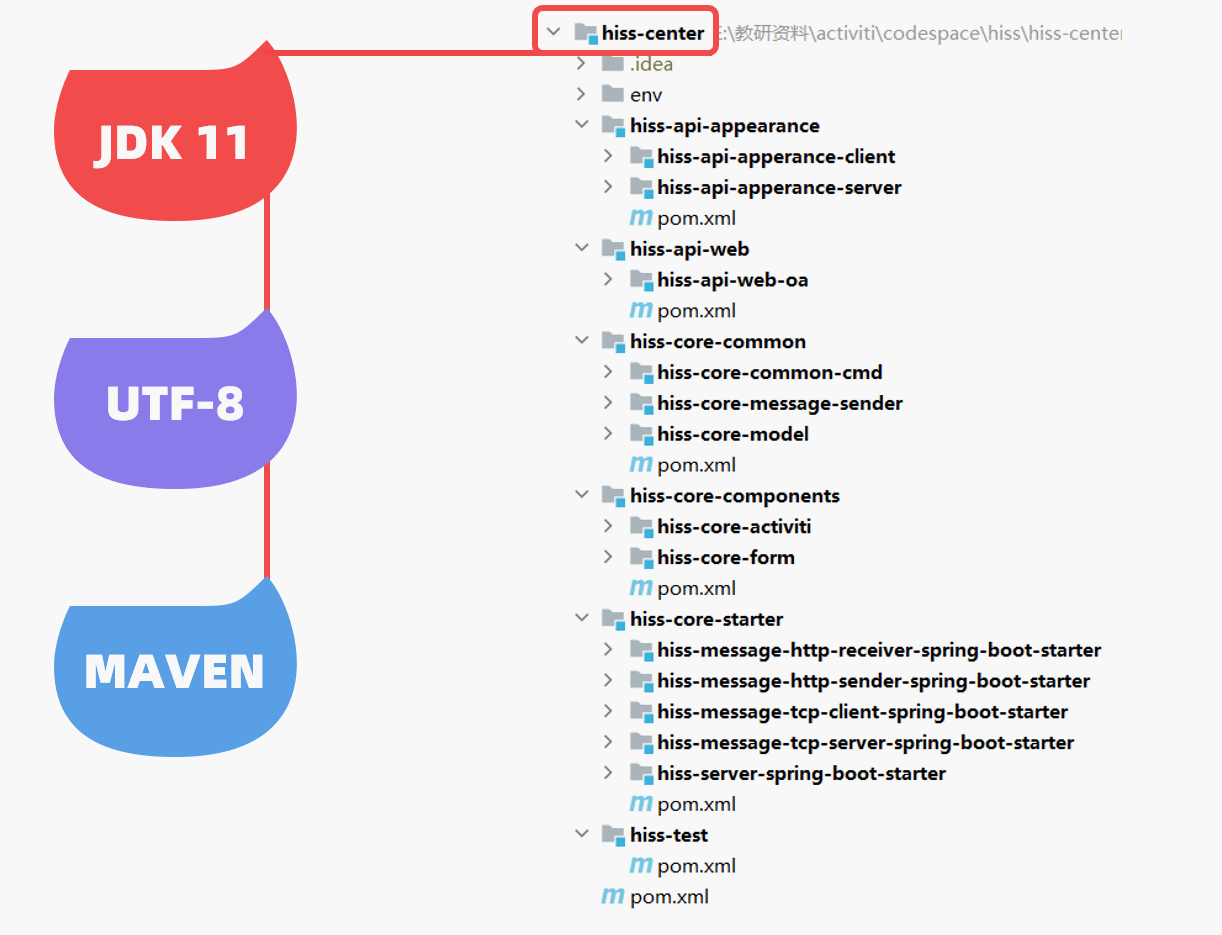 JDK 11
UTF-8
MAVEN
hiss-center :\教研资料\activiti\codespace\hiss\hiss-center
.idea
env
hiss-api-appearance
hiss-api-apperance-client
hiss-api-apperance-server
pom.xml
hiss-api-web
hiss-api-web-oa
pom.xml
hiss-core-common
hiss-core-common-cmd
hiss-core-message-sender
hiss-core-model
pom.xml
hiss-core-components
hiss-core-activiti
hiss-core-form
pom.xml
hiss-core-starter
hiss-message-http-receiver-spring-boot-starter
hiss-message-http-sender-spring-boot-starter
hiss-message-tcp-client-spring-boot-starter
hiss-message-tcp-server-spring-boot-starter
hiss-server-spring-boot-starter
pom.xml
hiss-test
pom.xml
pom.xml